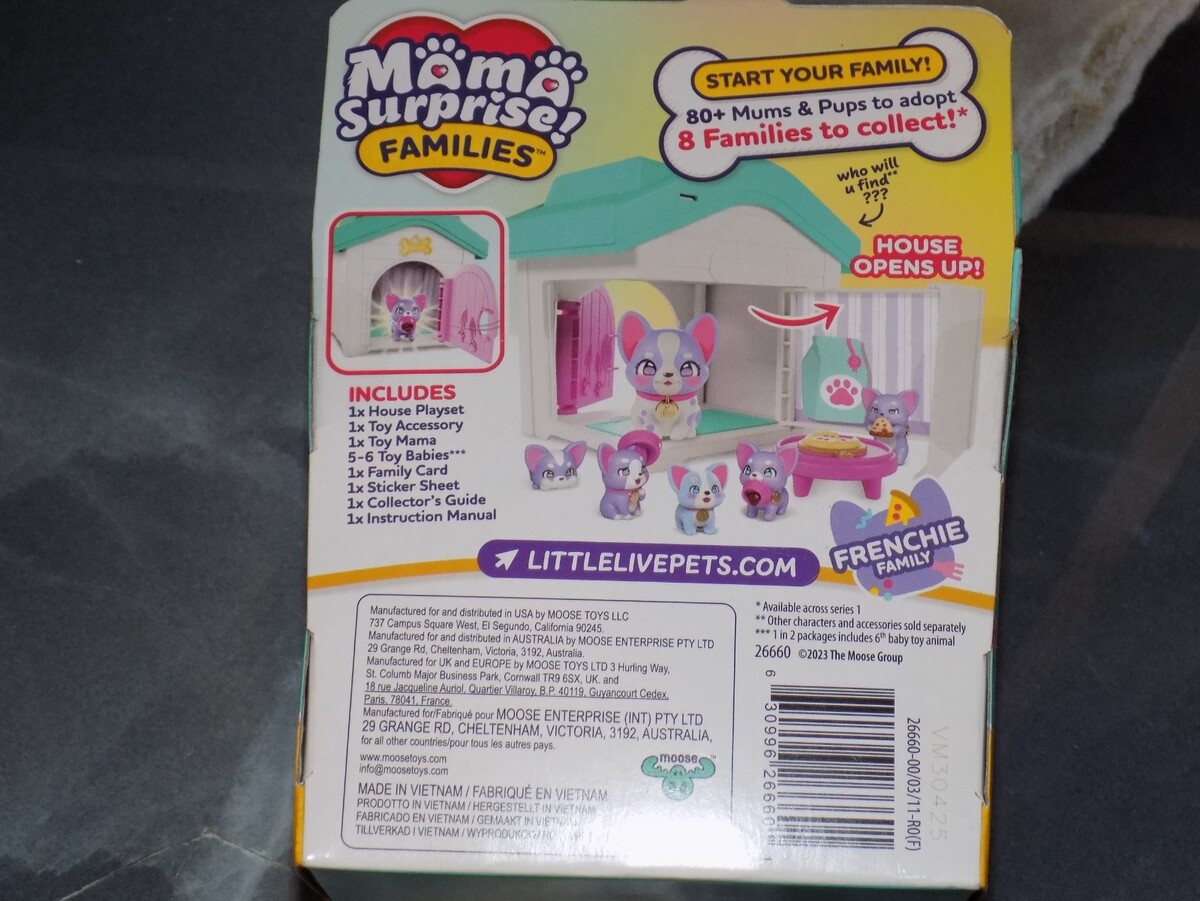 Mama
Surprise!
FAMILIES™
START YOUR FAMILY!
80+ Mums & Pups to adopt
8 Families to collect!*
who will
u find**
???
HOUSE
OPENS UP!
INCLUDES
1x House Playset
1x Toy Accessory
1x Toy Mama
5-6 Toy Babies***
1x Family Card
1x Sticker Sheet
1x Collector's Guide
1x Instruction Manual
LITTLELIVEPETS.COM
FRENCHIE
FAMILY
Manufactured for and distributed in USA by MOOSE TOYS LLC
737 Campus Square West, El Segundo, California 90245.
Manufactured for and distributed in AUSTRALIA by MOOSE ENTERPRISE PTY LTD
29 Grange Rd, Cheltenham, Victoria, 3192, Australia.
Manufactured for UK and EUROPE by MOOSE TOYS LTD 3 Hurling Way,
St. Columb Major Business Park, Cornwall TR9 6SX, UK. and
18 rue Jacqueline Auriol, Quartier Villaroy, B.P. 40119, Guyancourt Cedex,
Paris, 78041, France.
Manufactured for/Fabriqué pour MOOSE ENTERPRISE (INT) PTY LTD
29 GRANGE RD, CHELTENHAM, VICTORIA, 3192, AUSTRALIA,
for all other countries/pour tous les autres pays.
www.moosetoys.com
info@moosetoys.com
moose™
MADE IN VIETNAM / FABRIQUÉ EN VIETNAM
PRODOTTO IN VIETNAM / HERGESTELLT IN VIETNAM
FABRICADO EN VIETNAM / GEMAAKT IN VIETNAM
TILLVERKAD I VIETNAM /
* Available across series 1
** Other characters and accessories sold separately
*** 1 in 2 packages includes 6th baby toy animal
26660 ©2023 The Moose Group
6 30996 26660
26660-00/03/11-R0(F)
VM30425